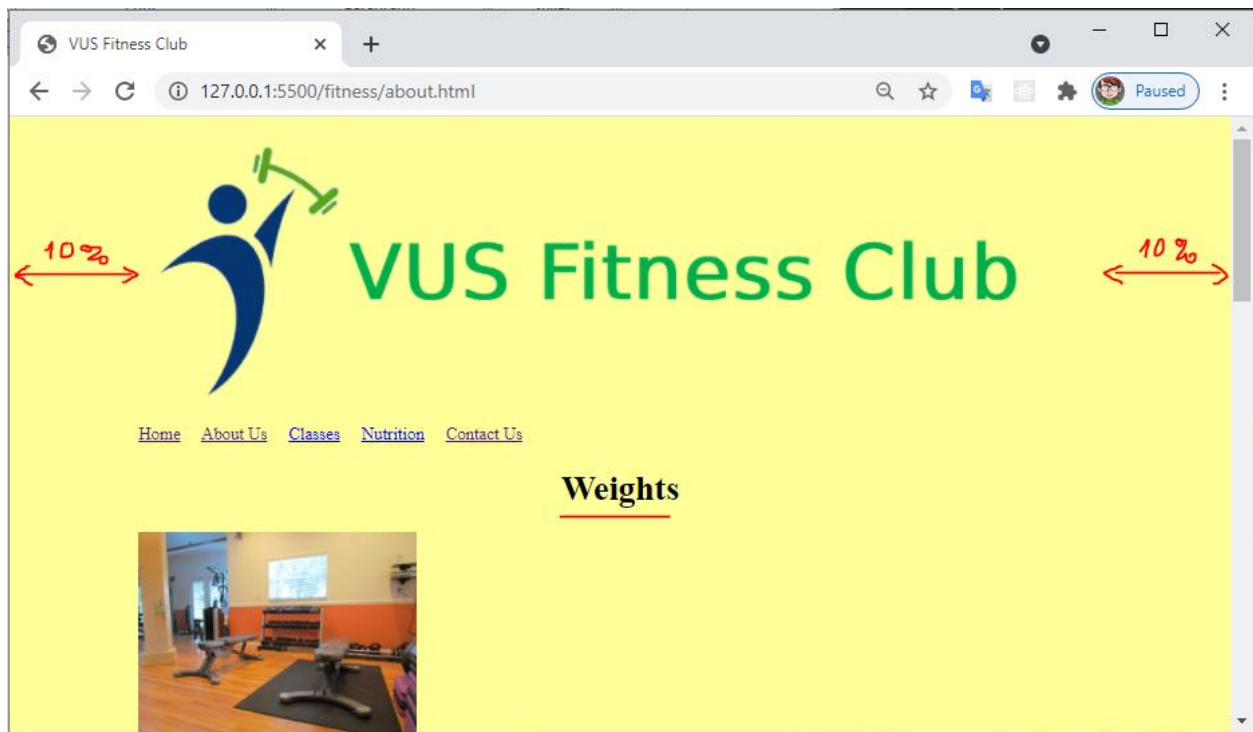 VUS Fitness Club
127.0.0.1:5500/fitness/about.html
Paused
10%
10%
VUS Fitness Club
Home About Us Classes Nutrition Contact Us
Weights